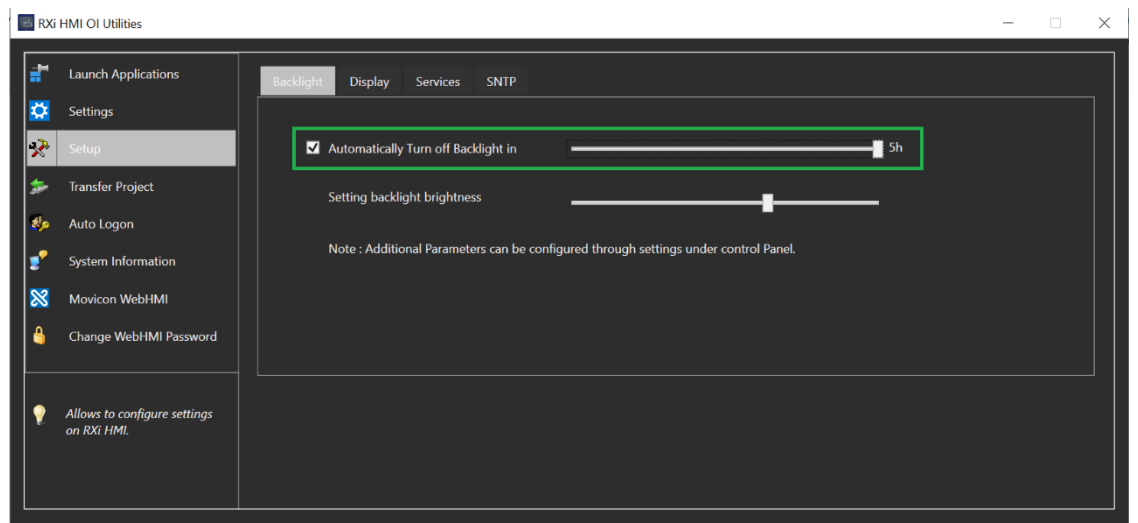 RXi HMI OI Utilities
Launch Applications
Settings
Setup
Transfer Project
Auto Logon
System Information
Movicon WebHMI
Change WebHMI Password
Allows to configure settings
on RXi HMI.
Backlight Display Services SNTP
Automatically Turn off Backlight in 5h
Setting backlight brightness
Note : Additional Parameters can be configured through settings under control Panel.